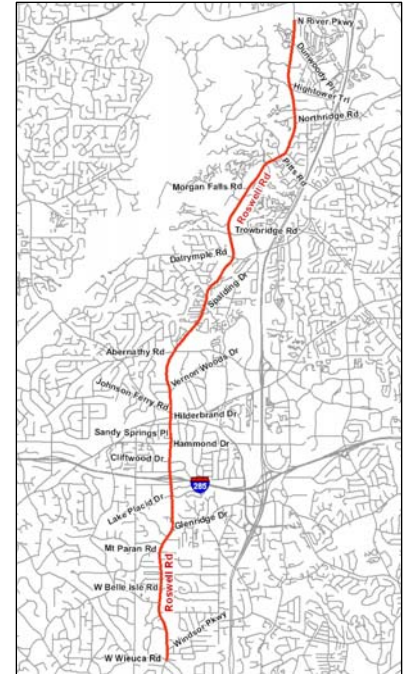 N River Pkwy
Dunwoody Pl
Hightower Trl
Northridge Rd
Pitts Rd
Morgan Falls Rd
Roswell Rd
Trowbridge Rd
Dalrymple Rd
Spalding Dr
Abernathy Rd
Vernon Woods Dr
Johnson Ferry Rd
Hilderbrand Dr
Sandy Springs Pl
Hammond Dr
Cliftwood Dr
285
Lake Placid Dr
Glenridge Dr
Mt Paran Rd
W Belle Isle Rd
Roswell Rd
Windsor Pkwy
W Wieuca Rd